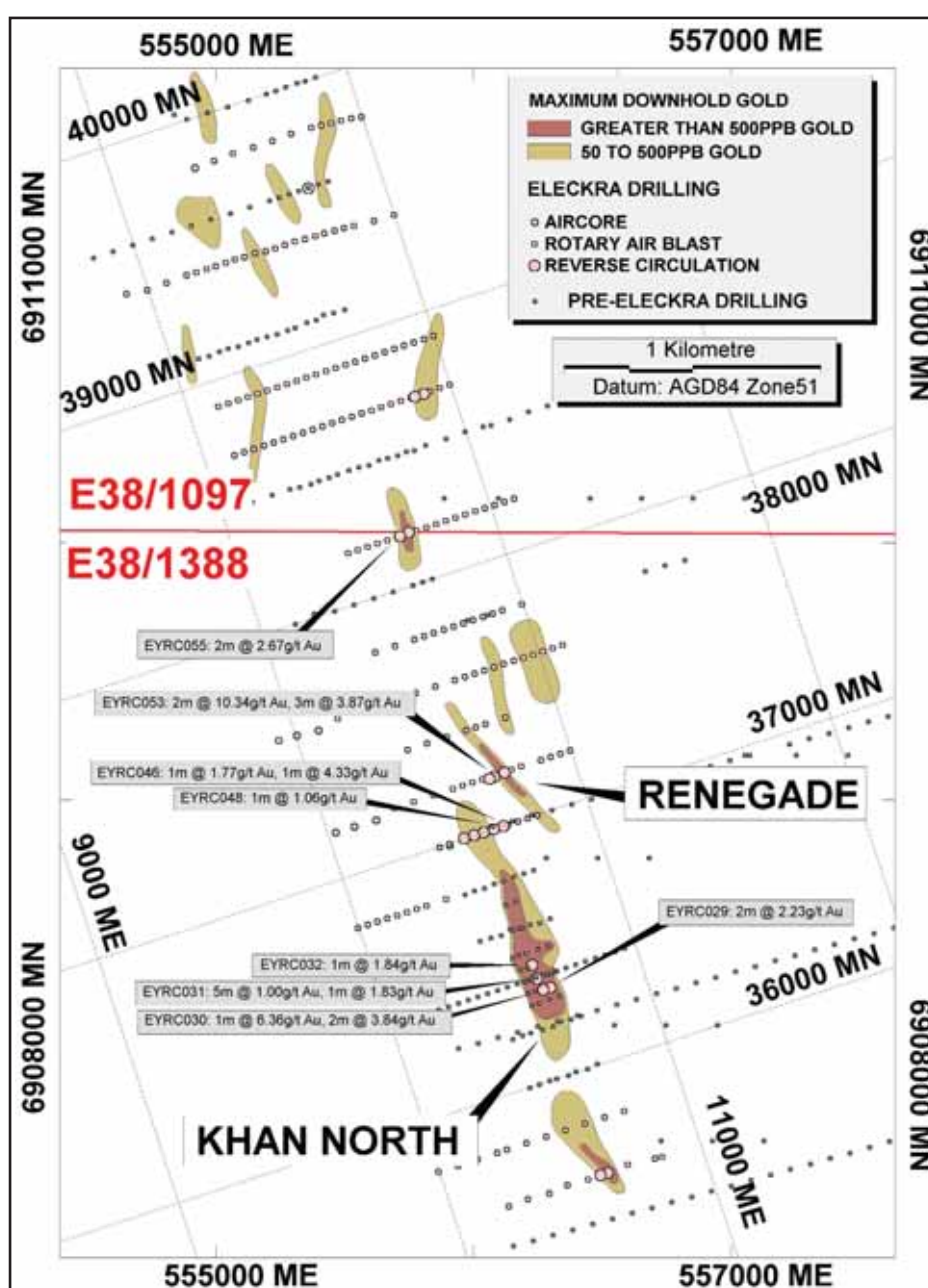 555000 ME
557000 ME
40000 MN
MAXIMUM DOWNHOLD GOLD
GREATER THAN 500PPB GOLD
50 TO 500PPB GOLD
ELECKRA DRILLING
AIRCORE
ROTARY AIR BLAST
REVERSE CIRCULATION
PRE-ELECKRA DRILLING
6911000 MN
6911000 MN
1 Kilometre
Datum: AGD84 Zone51
39000 MN
38000 MN
E38/1097
E38/1388
EYRC055: 2m @ 2.67g/t Au
EYRC053: 2m @ 10.34g/t Au, 3m @ 3.87g/t Au
37000 MN
EYRC046: 1m @ 1.77g/t Au, 1m @ 4.33g/t Au
RENEGADE
EYRC048: 1m @ 1.06g/t Au
9000 ME
EYRC029: 2m @ 2.23g/t Au
EYRC032: 1m @ 1.84g/t Au
36000 MN
EYRC031: 5m @ 1.00g/t Au, 1m @ 1.83g/t Au
EYRC030: 1m @ 6.36g/t Au, 2m @ 3.84g/t Au
6908000 MN
6908000 MN
KHAN NORTH
11000 ME
555000 ME
557000 ME